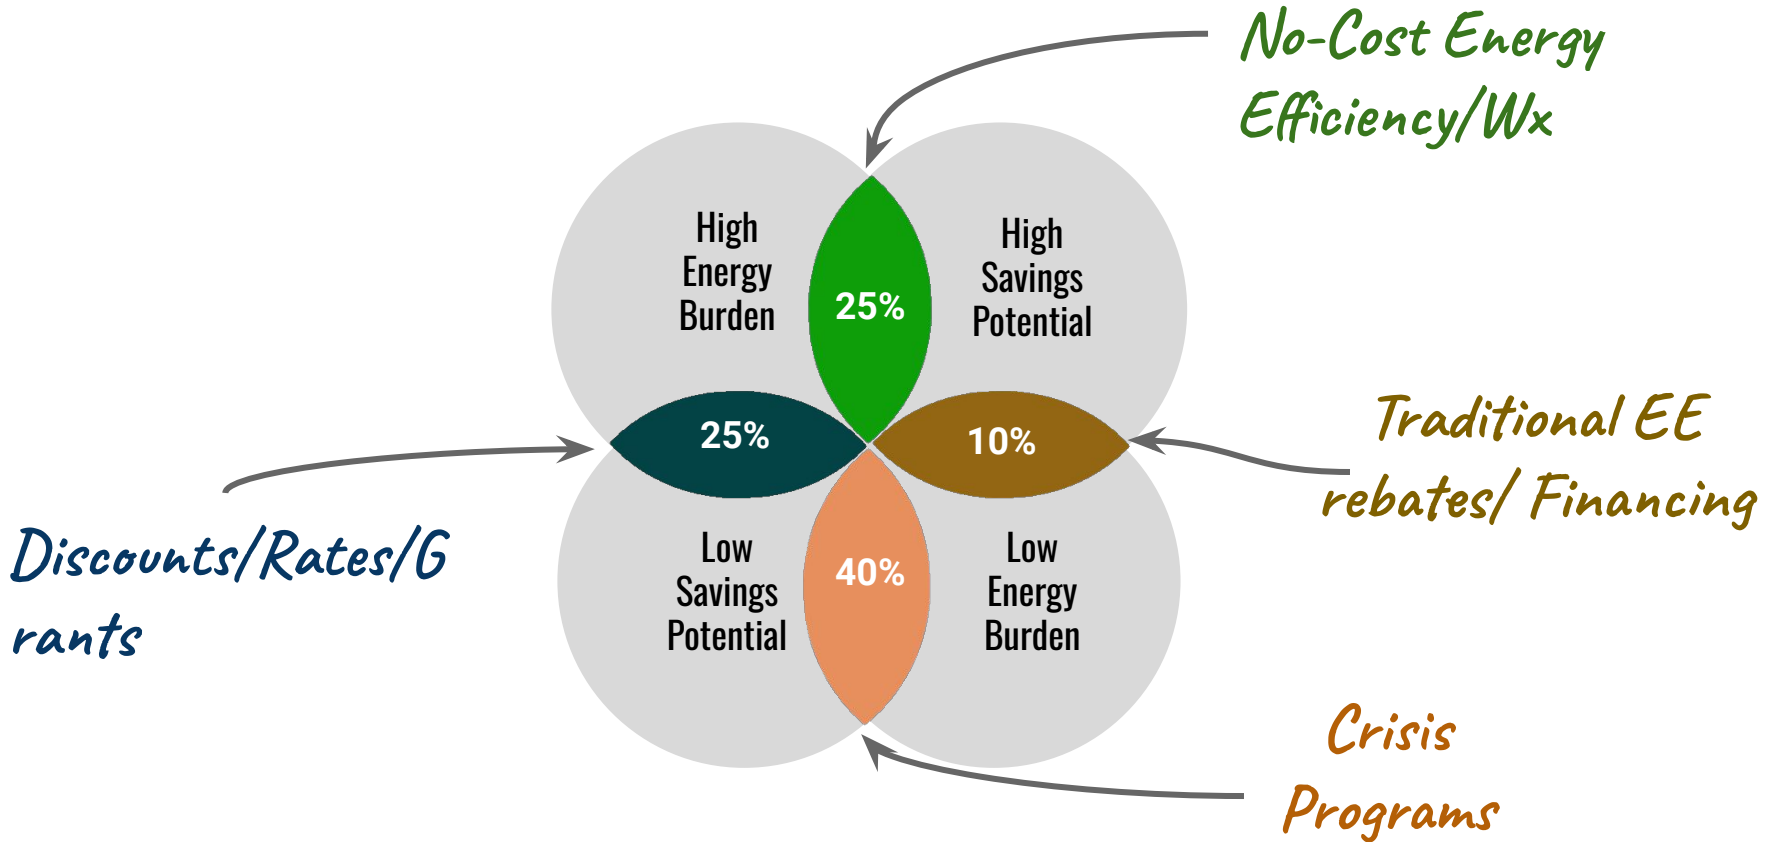 No-Cost Energy
Efficiency/Wx
High
Energy
Burden
High
Savings
Potential
25%
25%
10%
Traditional EE
rebates/ Financing
Discounts/Rates/G
rants
Low
Savings
Potential
40%
Low
Energy
Burden
Crisis
Programs